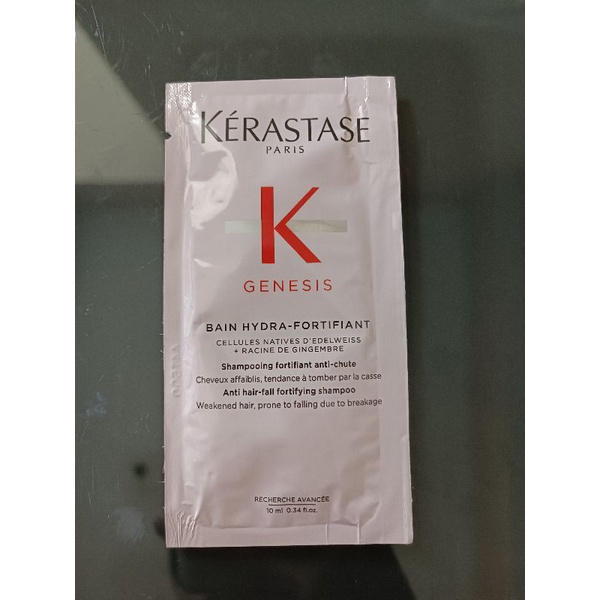 KÉRASTASE
PARIS
K
GENESIS
BAIN HYDRA-FORTIFIANT
CELLULES NATIVES D'EDELWEISS
+ RACINE DE GINGEMBRE
Shampooing fortifiant anti-chute
Cheveux affaiblis, tendance à tomber par la casse
Anti hair-fall fortifying shampoo
Weakened hair, prone to falling due to breakage
RECHERCHE AVANCÉE
10 ml 0.34 fl.oz.